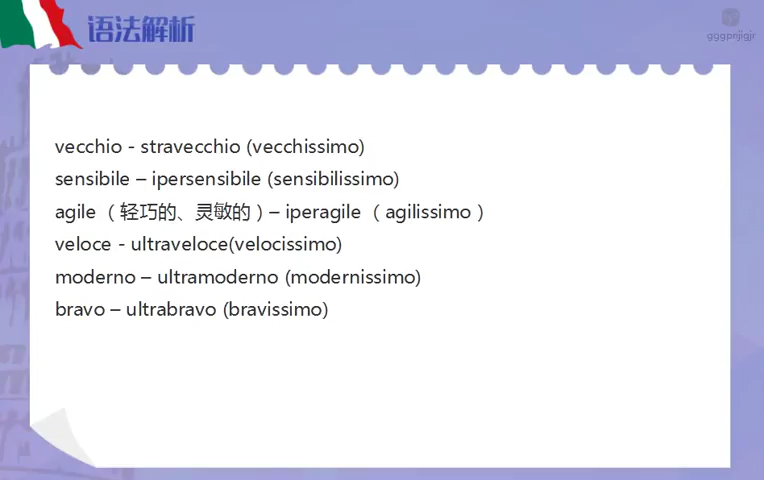 语法解析
gggpnjigjr
vecchio - stravecchio (vecchissimo)
sensibile – ipersensibile (sensibilissimo)
agile （轻巧的、灵敏的）– iperagile （agilissimo）
veloce - ultraveloce(velocissimo)
moderno – ultramoderno (modernissimo)
bravo – ultrabravo (bravissimo)